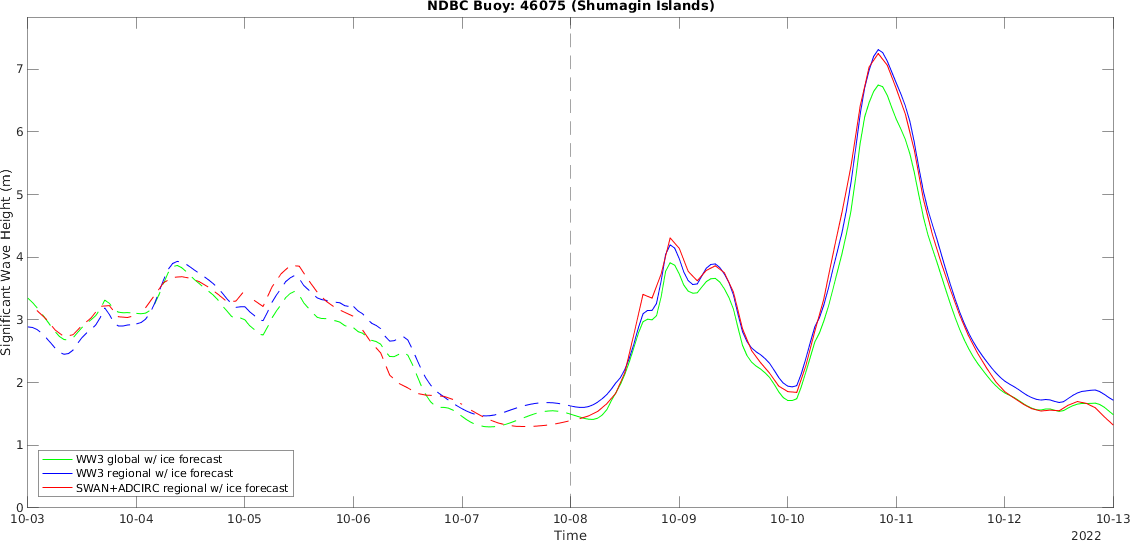 NDBC Buoy: 46075 (Shumagin Islands)
Significant Wave Height (m)
7
6
5
4
3
2
1
0
WW3 global w/ ice forecast
WW3 regional w/ ice forecast
SWAN+ADCIRC regional w/ ice forecast
10-03 10-04 10-05 10-06 10-07 10-08 10-09 10-10 10-11 10-12 10-13
Time
2022